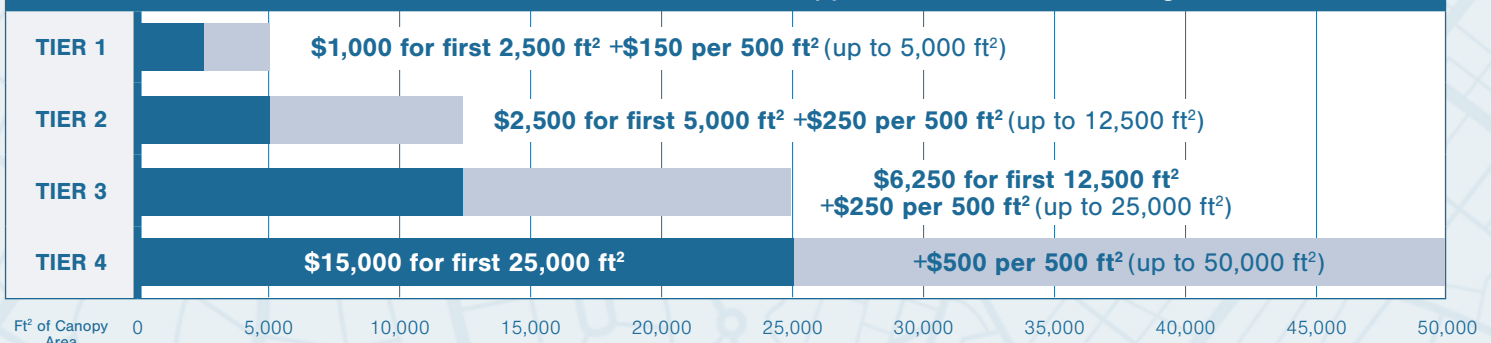 TIER 1
$1,000 for first 2,500 ft² +$150 per 500 ft² (up to 5,000 ft²)
TIER 2
$2,500 for first 5,000 ft² +$250 per 500 ft² (up to 12,500 ft²)
TIER 3
$6,250 for first 12,500 ft²
+$250 per 500 ft² (up to 25,000 ft²)
TIER 4
$15,000 for first 25,000 ft² +$500 per 500 ft² (up to 50,000 ft²)
Ft² of Canopy
Area
0 5,000 10,000 15,000 20,000 25,000 30,000 35,000 40,000 45,000 50,000